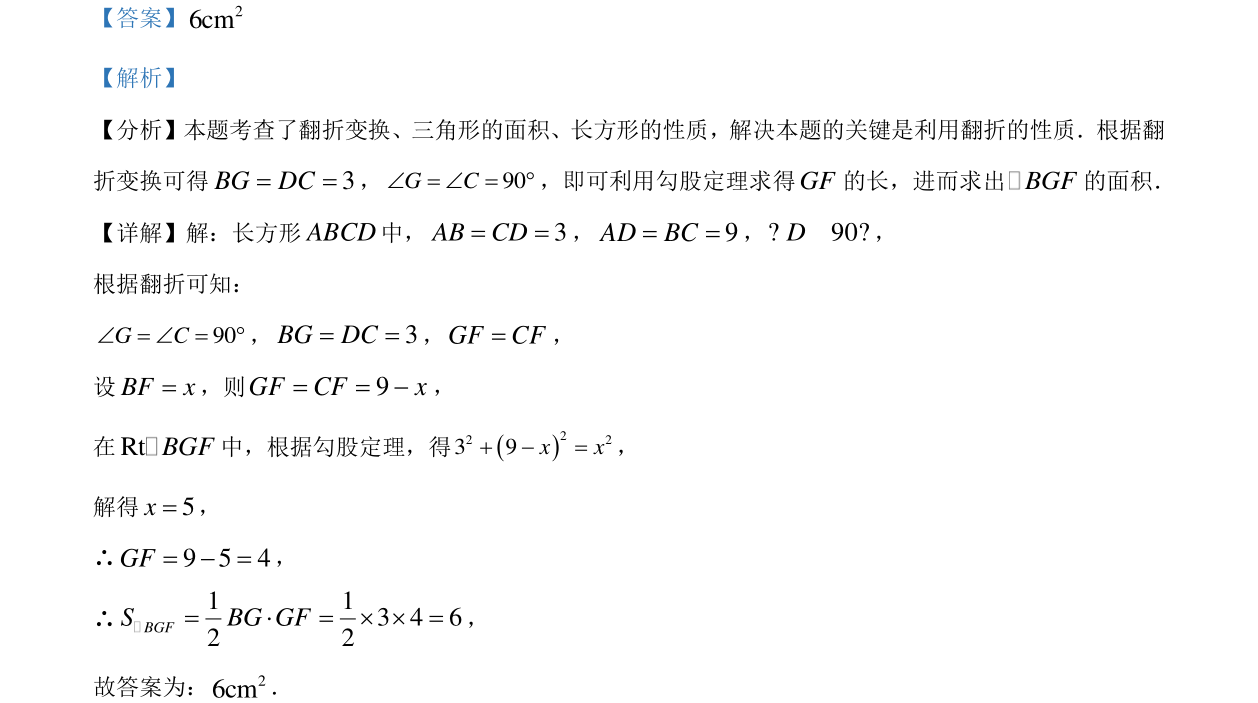 【答案】6cm²
【解析】
【分析】本题考查了翻折变换、三角形的面积、长方形的性质，解决本题的关键是利用翻折的性质．根据翻
折变换可得 BG = DC = 3，∠G = ∠C = 90°，即可利用勾股定理求得 GF 的长，进而求出□BGF 的面积．
【详解】解：长方形 ABCD 中，AB = CD = 3，AD = BC = 9，? D 90?，
根据翻折可知：
∠G = ∠C = 90°，BG = DC = 3，GF = CF，
设 BF = x，则 GF = CF = 9 − x，
在 Rt□BGF 中，根据勾股定理，得 3² + (9 − x)² = x²，
解得 x = 5，
∴ GF = 9 − 5 = 4，
∴ S□BGF = 1/2 BG · GF = 1/2 × 3 × 4 = 6，
故答案为：6cm²．